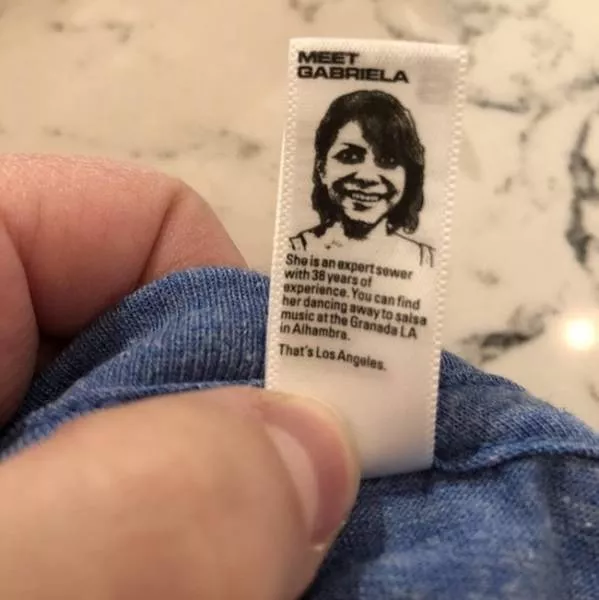 MEET
GABRIELA
She is an expert sewer
with 38 years of
experience. You can find
her dancing away to salsa
music at the Granada LA
in Alhambra.
That's Los Angeles.